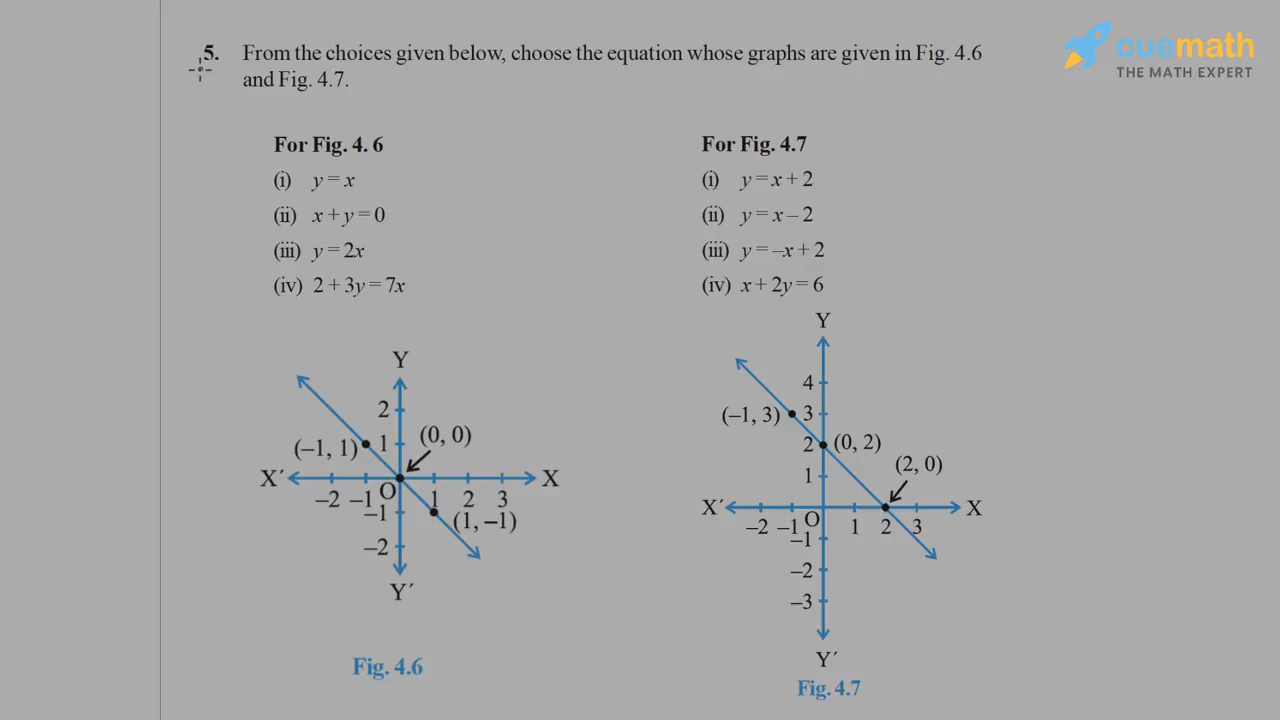 5. From the choices given below, choose the equation whose graphs are given in Fig. 4.6
and Fig. 4.7.
cuemath
THE MATH EXPERT
For Fig. 4. 6
(i) y = x
(ii) x + y = 0
(iii) y = 2x
(iv) 2 + 3y = 7x
For Fig. 4.7
(i) y = x + 2
(ii) y = x – 2
(iii) y = –x + 2
(iv) x + 2y = 6
Y
2
(–1, 1) 1 (0, 0)
X′ O X
–2 –1 1 2 3
–1 (1, –1)
–2
Y′
Fig. 4.6
Y
4
(–1, 3) 3
2 (0, 2)
(2, 0)
1
X′ O X
–2 –1 1 2 3
–1
–2
–3
Y′
Fig. 4.7